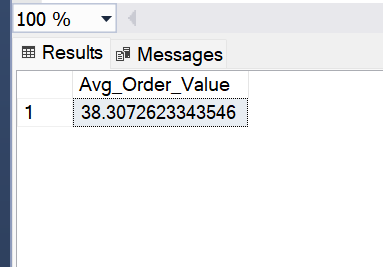 100 %
Results Messages
Avg_Order_Value
1 38.3072623343546